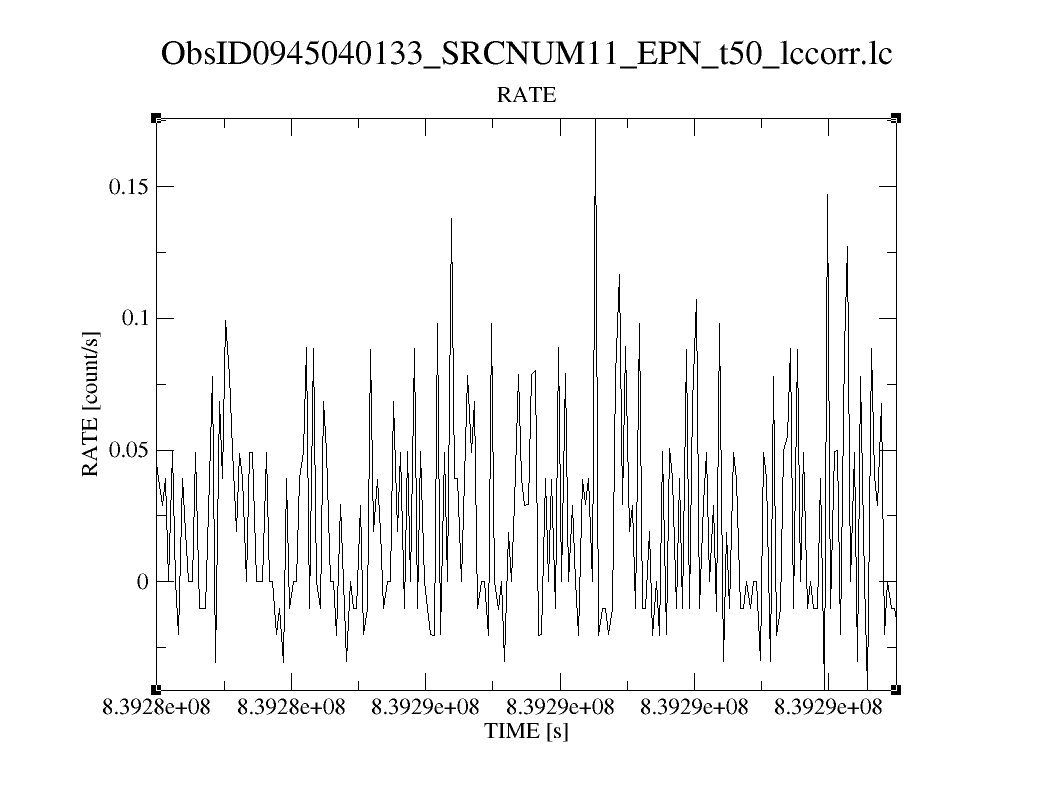 ObsID0945040133_SRCNUM11_EPN_t50_lccorr.lc
RATE
0.15
0.1
0.05
0
RATE [count/s]
8.3928e+08 8.3928e+08 8.3929e+08 8.3929e+08 8.3929e+08 8.3929e+08
TIME [s]